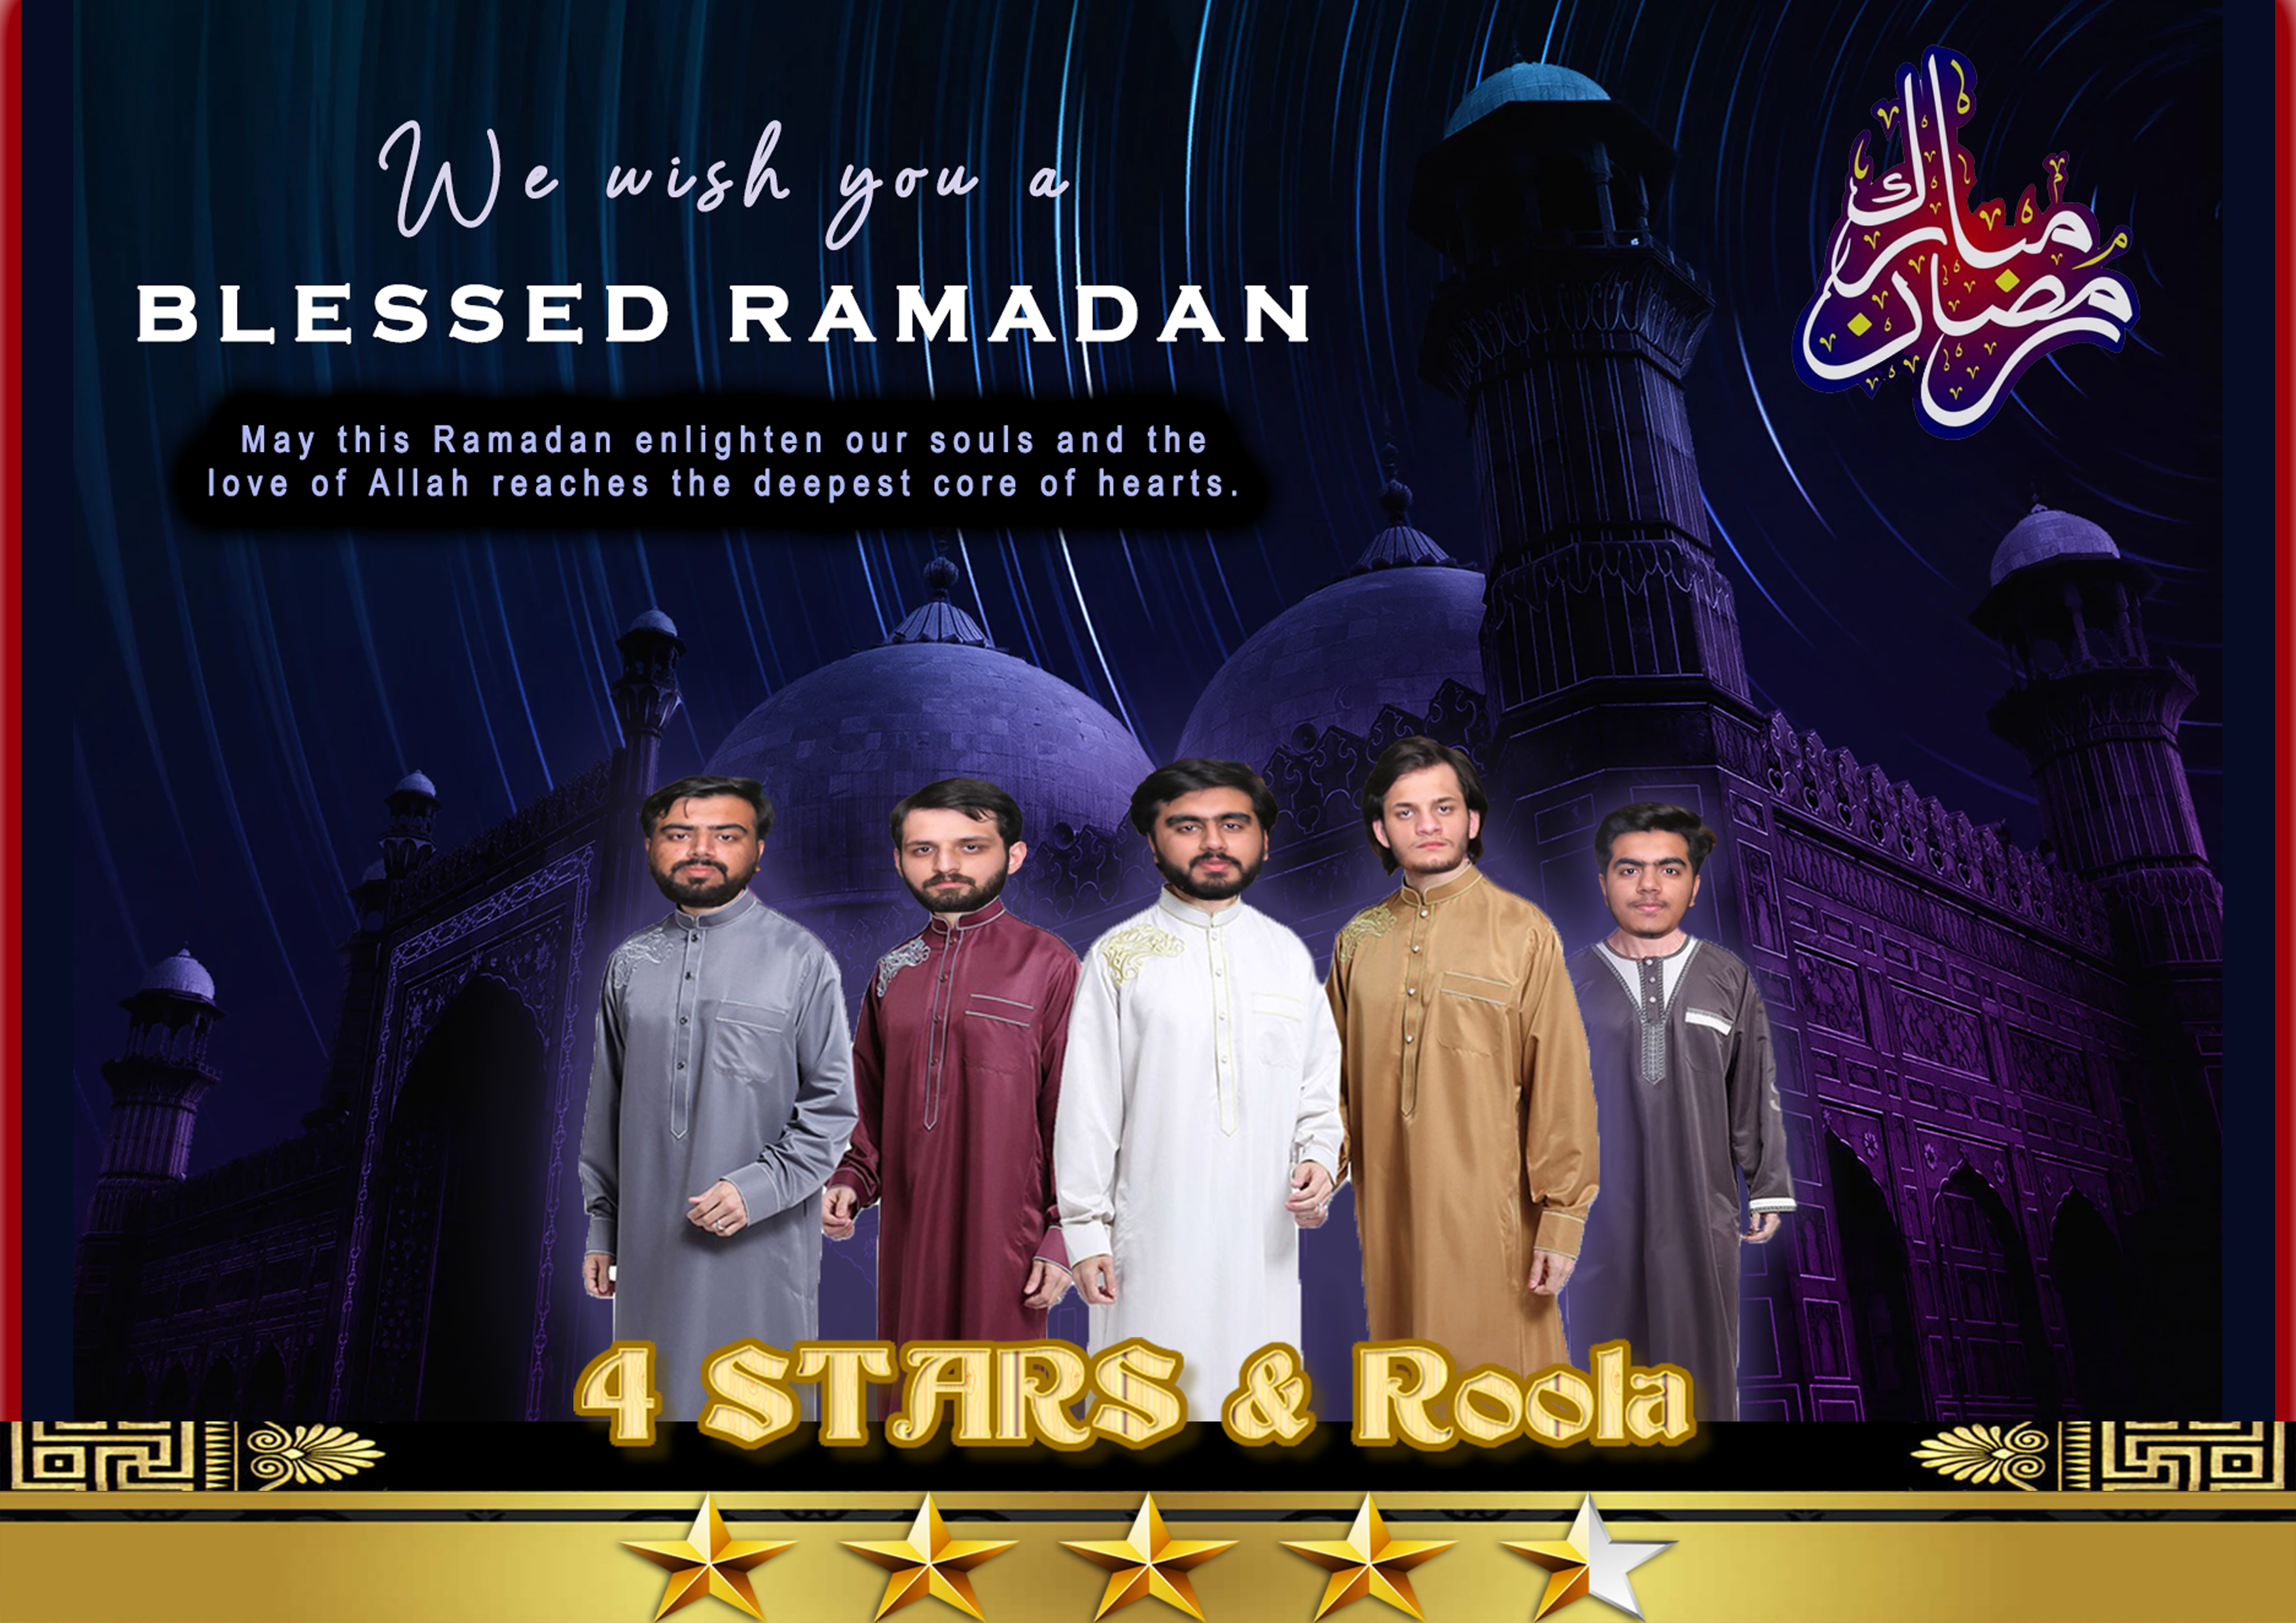 We wish you a
BLESSED RAMADAN
May this Ramadan enlighten our souls and the
love of Allah reaches the deepest core of hearts.
مبارك
رمضان
4 STARS & Roola